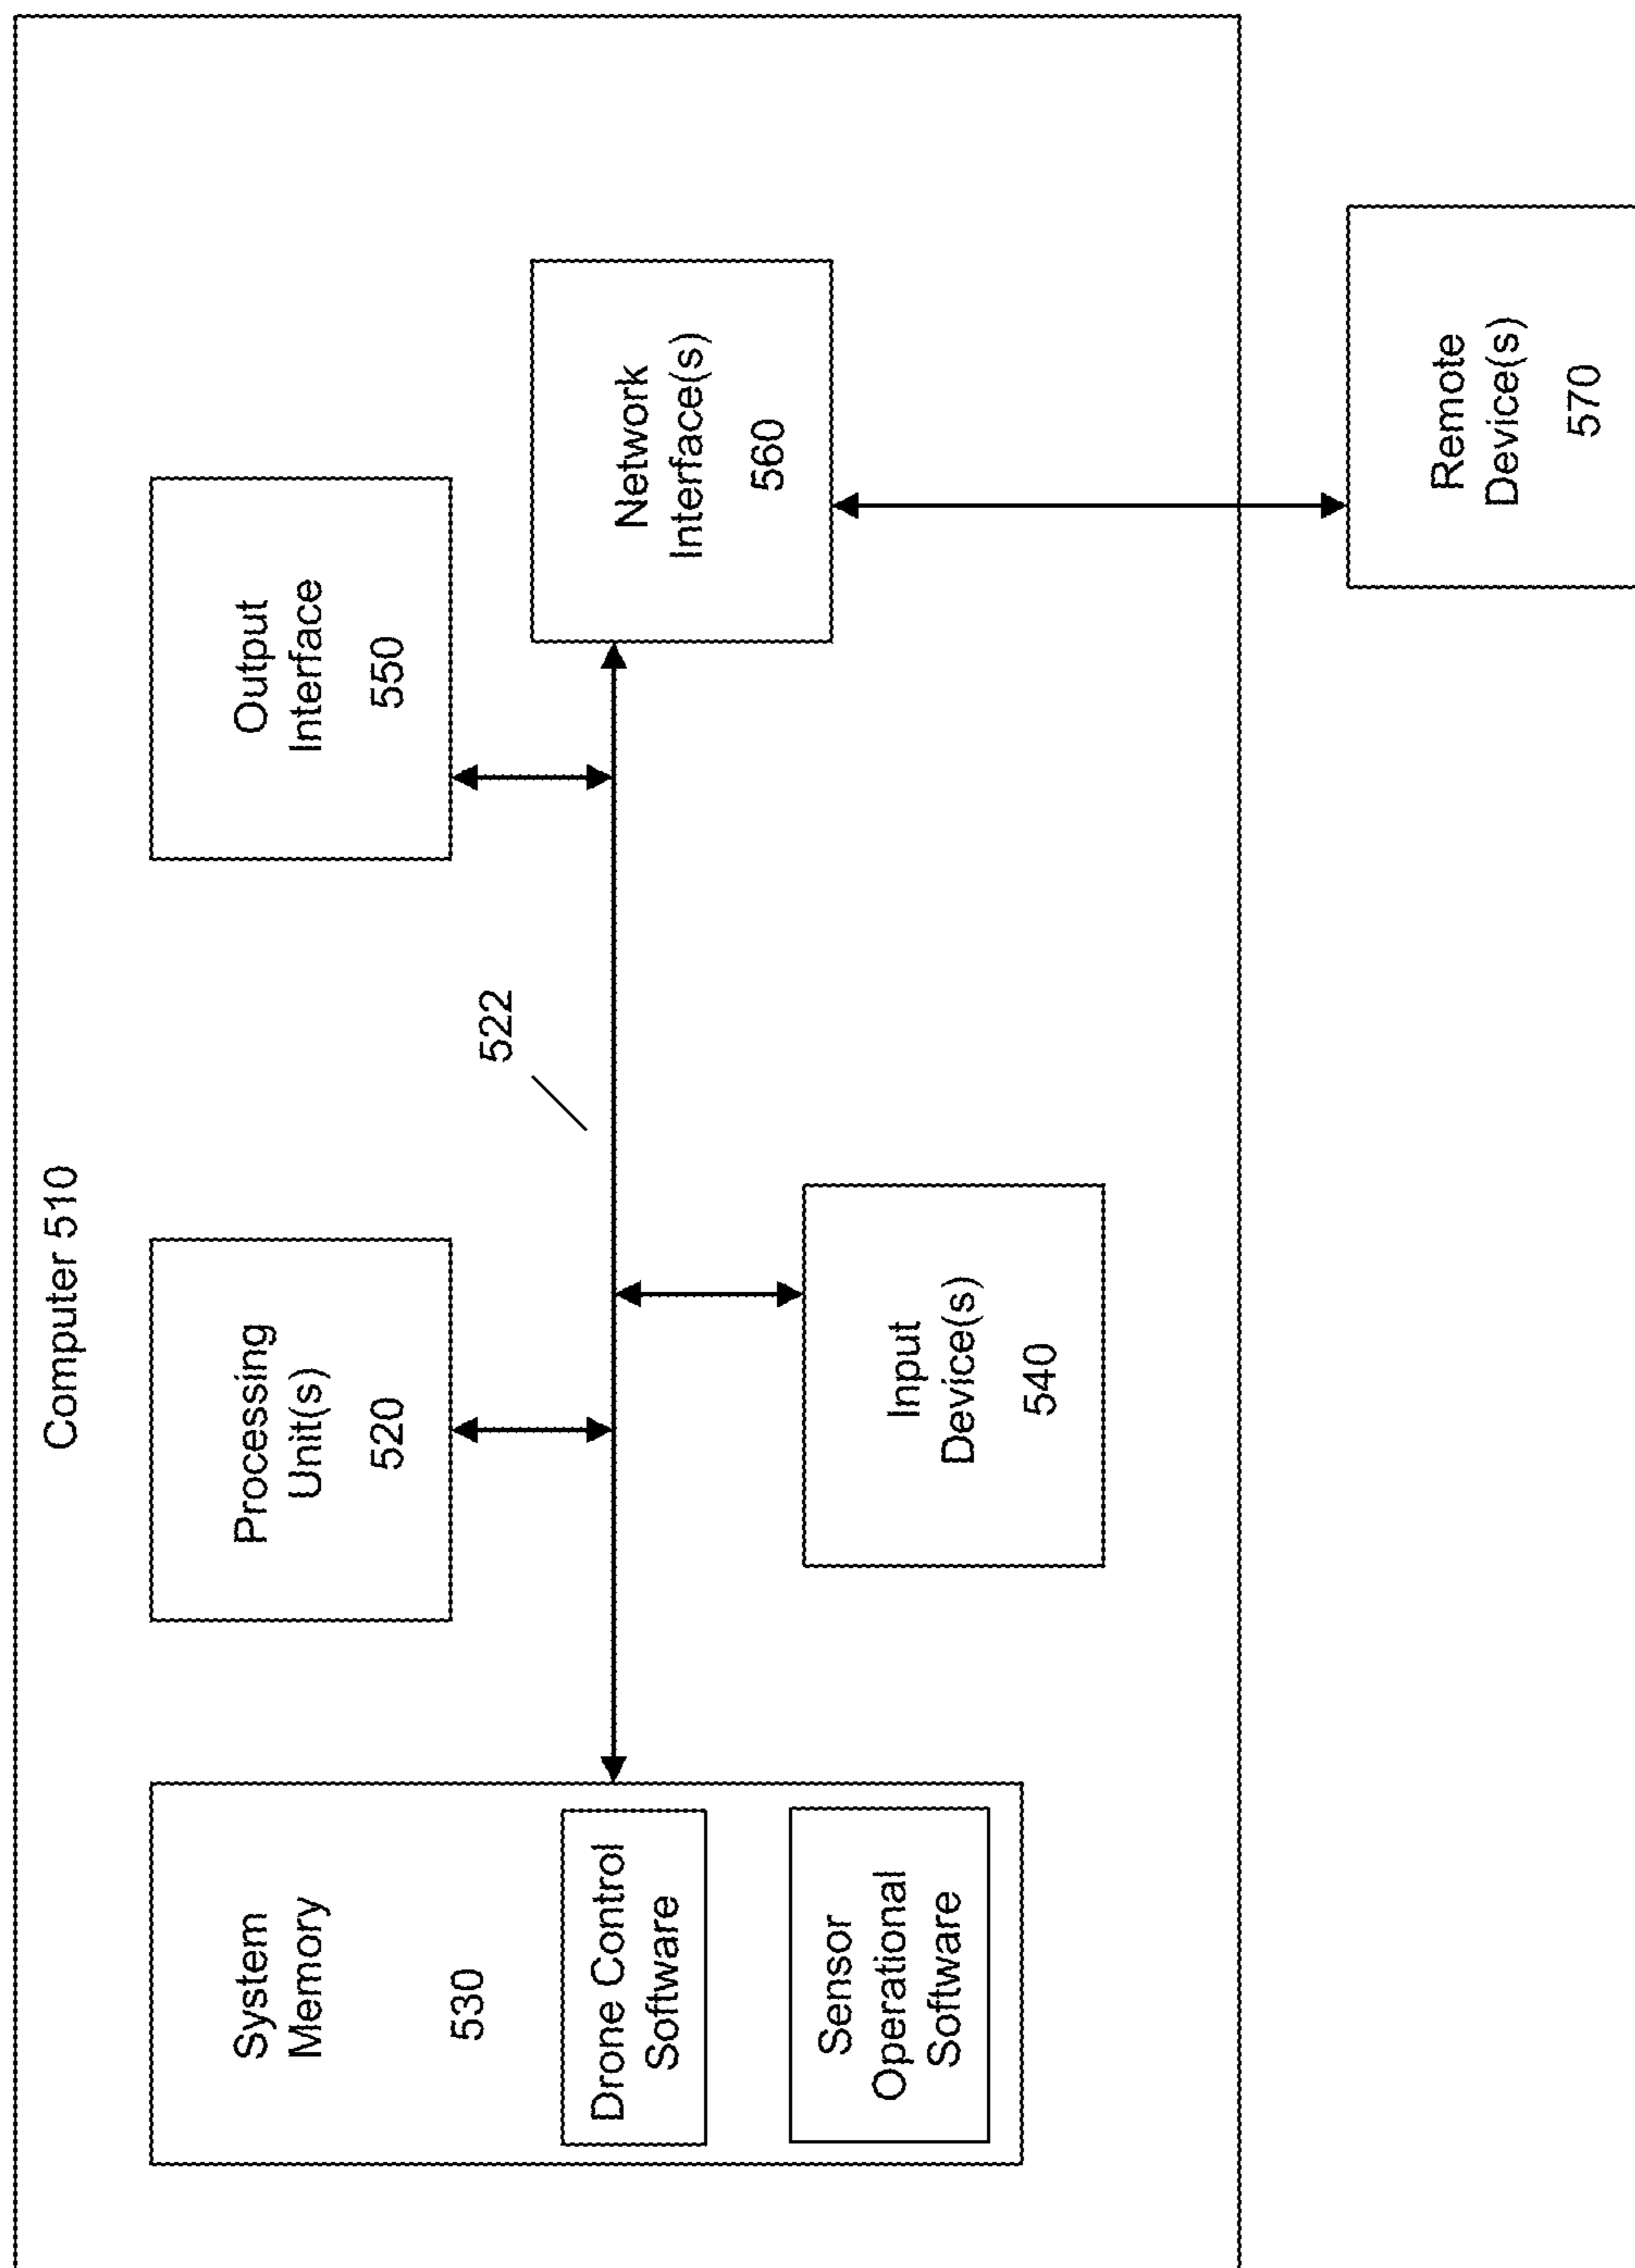 Computer 510
System
Memory
530
Drone Control
Software
Sensor
Operational
Software
Processing
Unit(s)
520
522
Output
Interface
550
Input
Device(s)
540
Network
Interface(s)
560
Remote
Device(s)
570